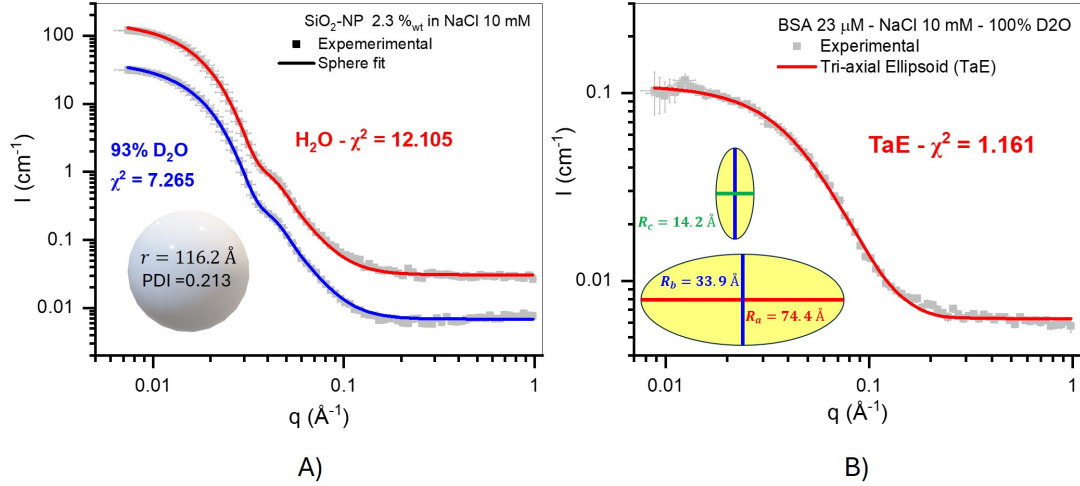 SiO₂-NP 2.3 %wt in NaCl 10 mM
Expemerimental
Sphere fit
H₂O - χ² = 12.105
93% D₂O
χ² = 7.265
r = 116.2 Å
PDI =0.213
100
10
1
0.1
0.01
I (cm⁻¹)
0.01
0.1
1
q (Å⁻¹)
A)
BSA 23 μM - NaCl 10 mM - 100% D2O
Experimental
Tri-axial Ellipsoid (TaE)
TaE - χ² = 1.161
R_c = 14.2 Å
R_b = 33.9 Å
R_a = 74.4 Å
0.1
0.01
I (cm⁻¹)
0.01
0.1
1
q (Å⁻¹)
B)